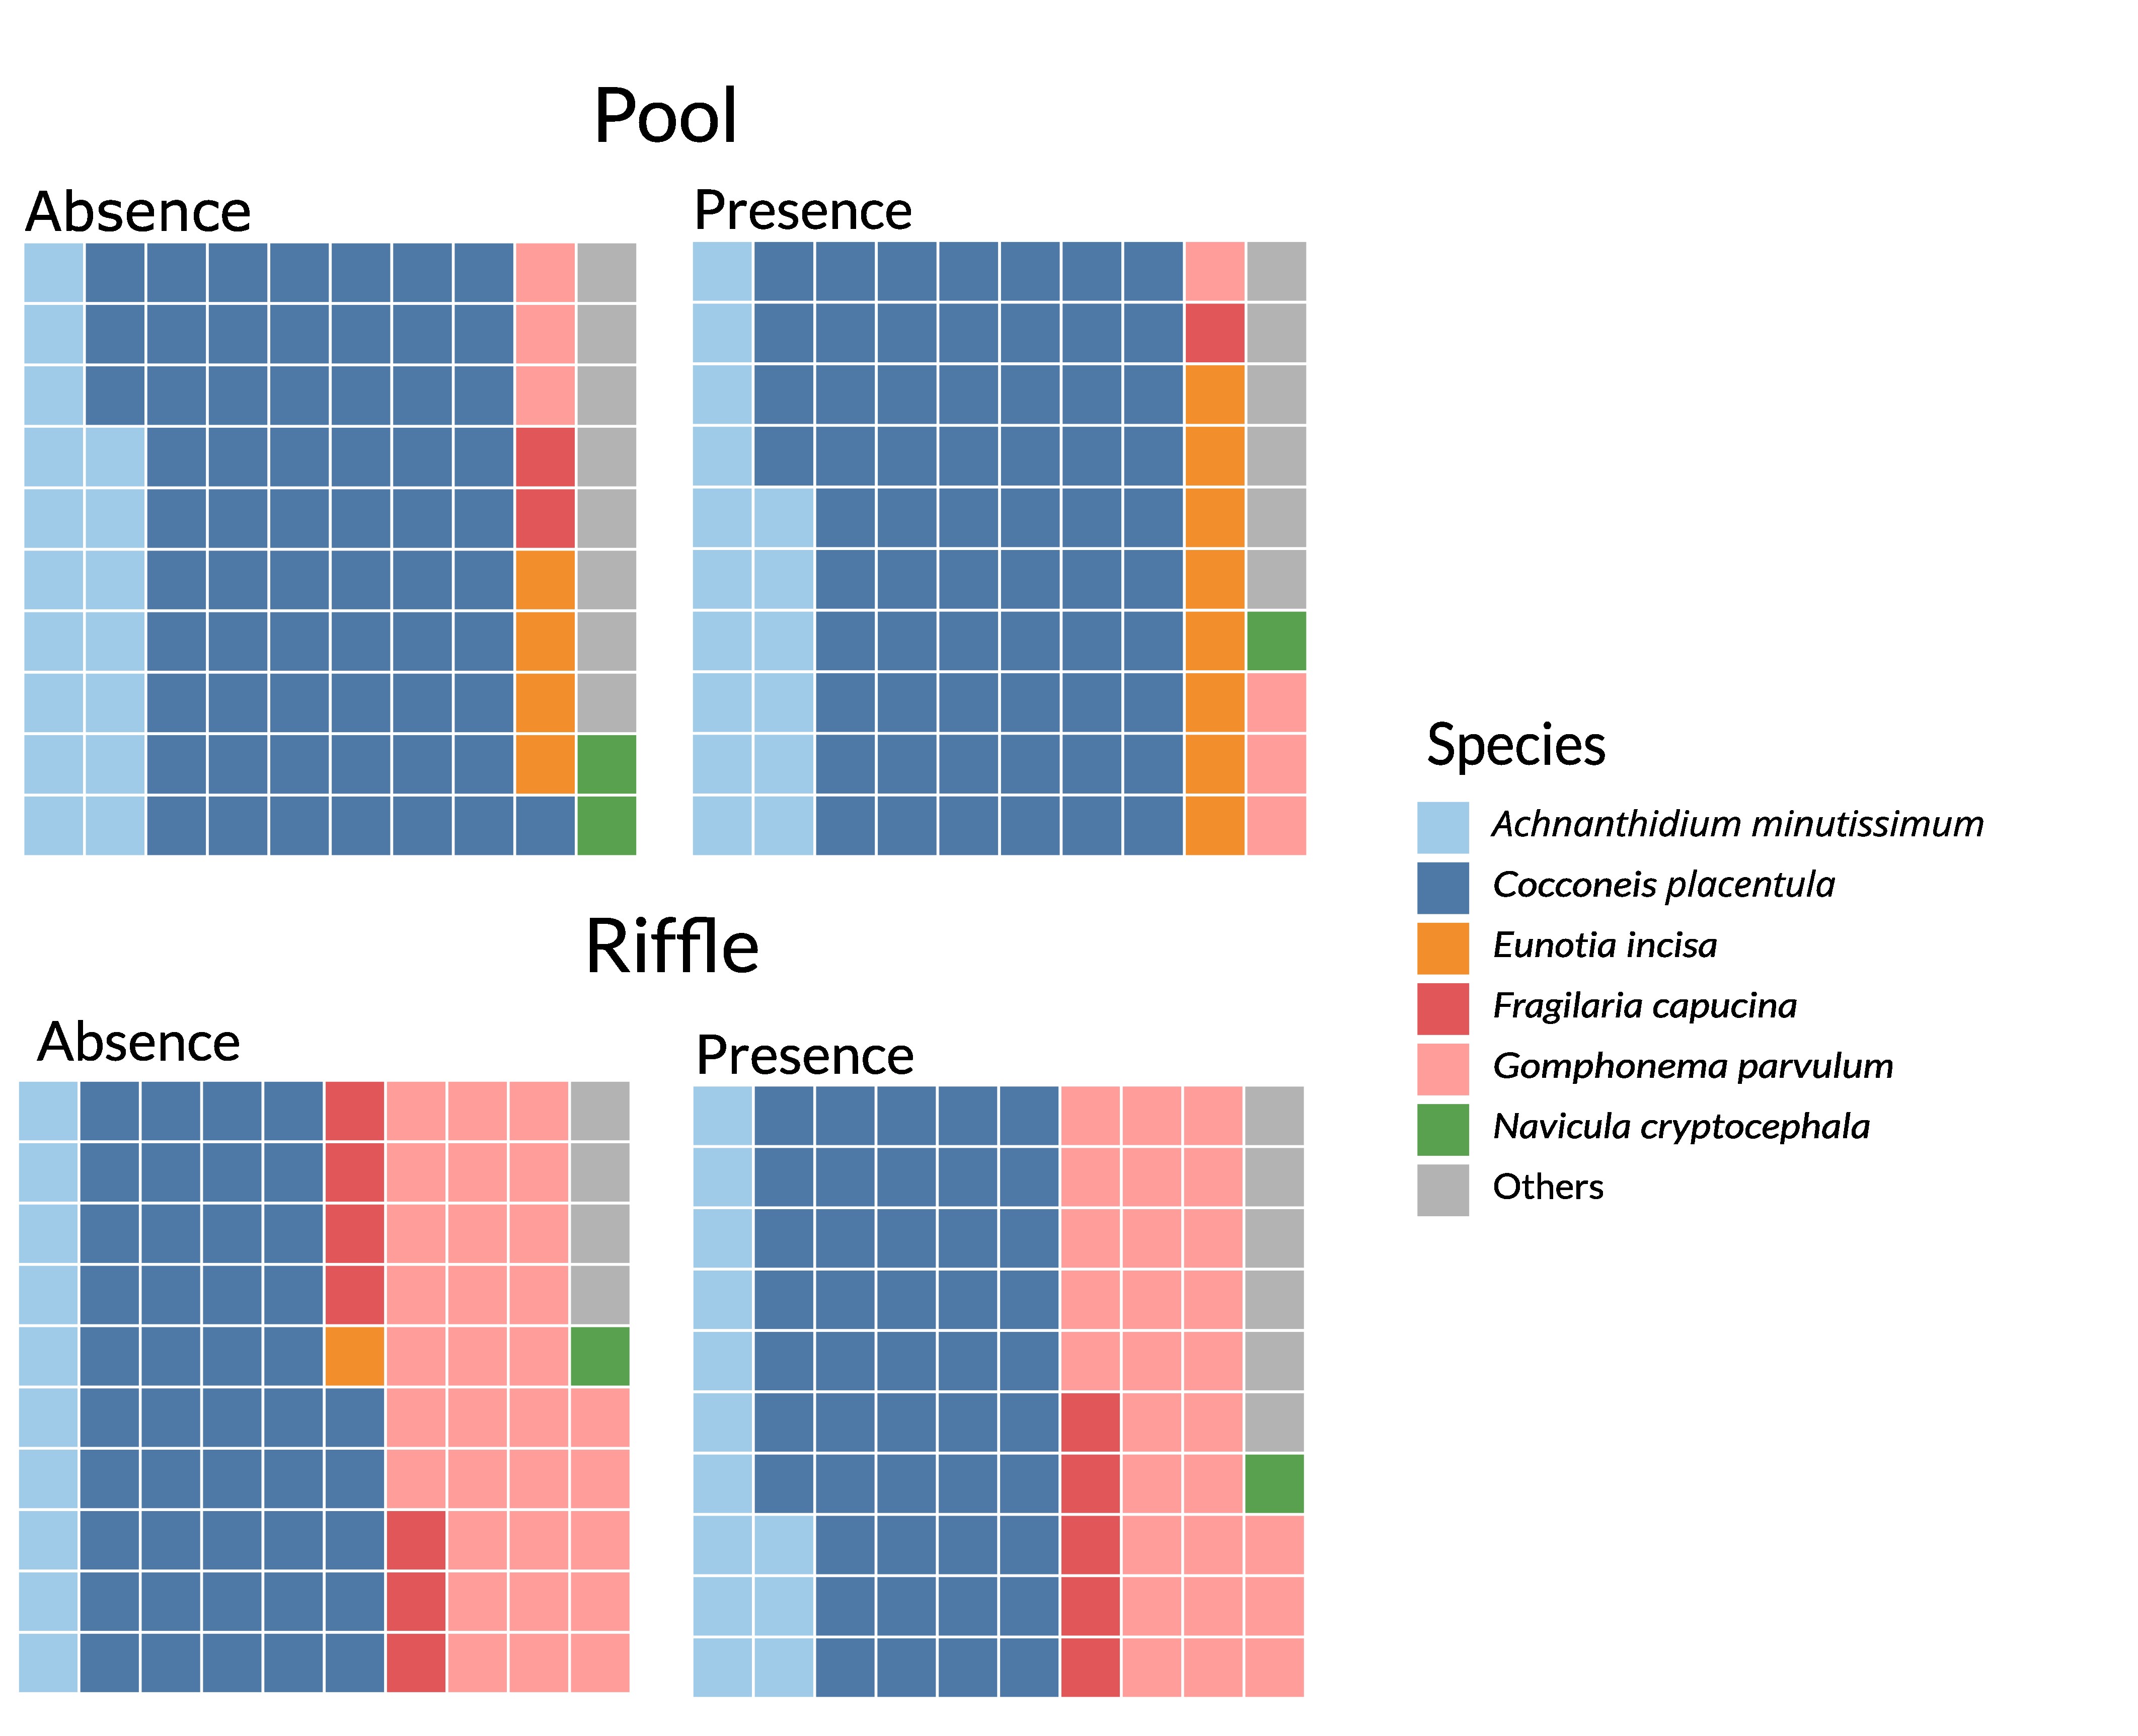 Pool
Absence
Presence
Riffle
Absence
Presence
Species
Achnanthidium minutissimum
Cocconeis placentula
Eunotia incisa
Fragilaria capucina
Gomphonema parvulum
Navicula cryptocephala
Others